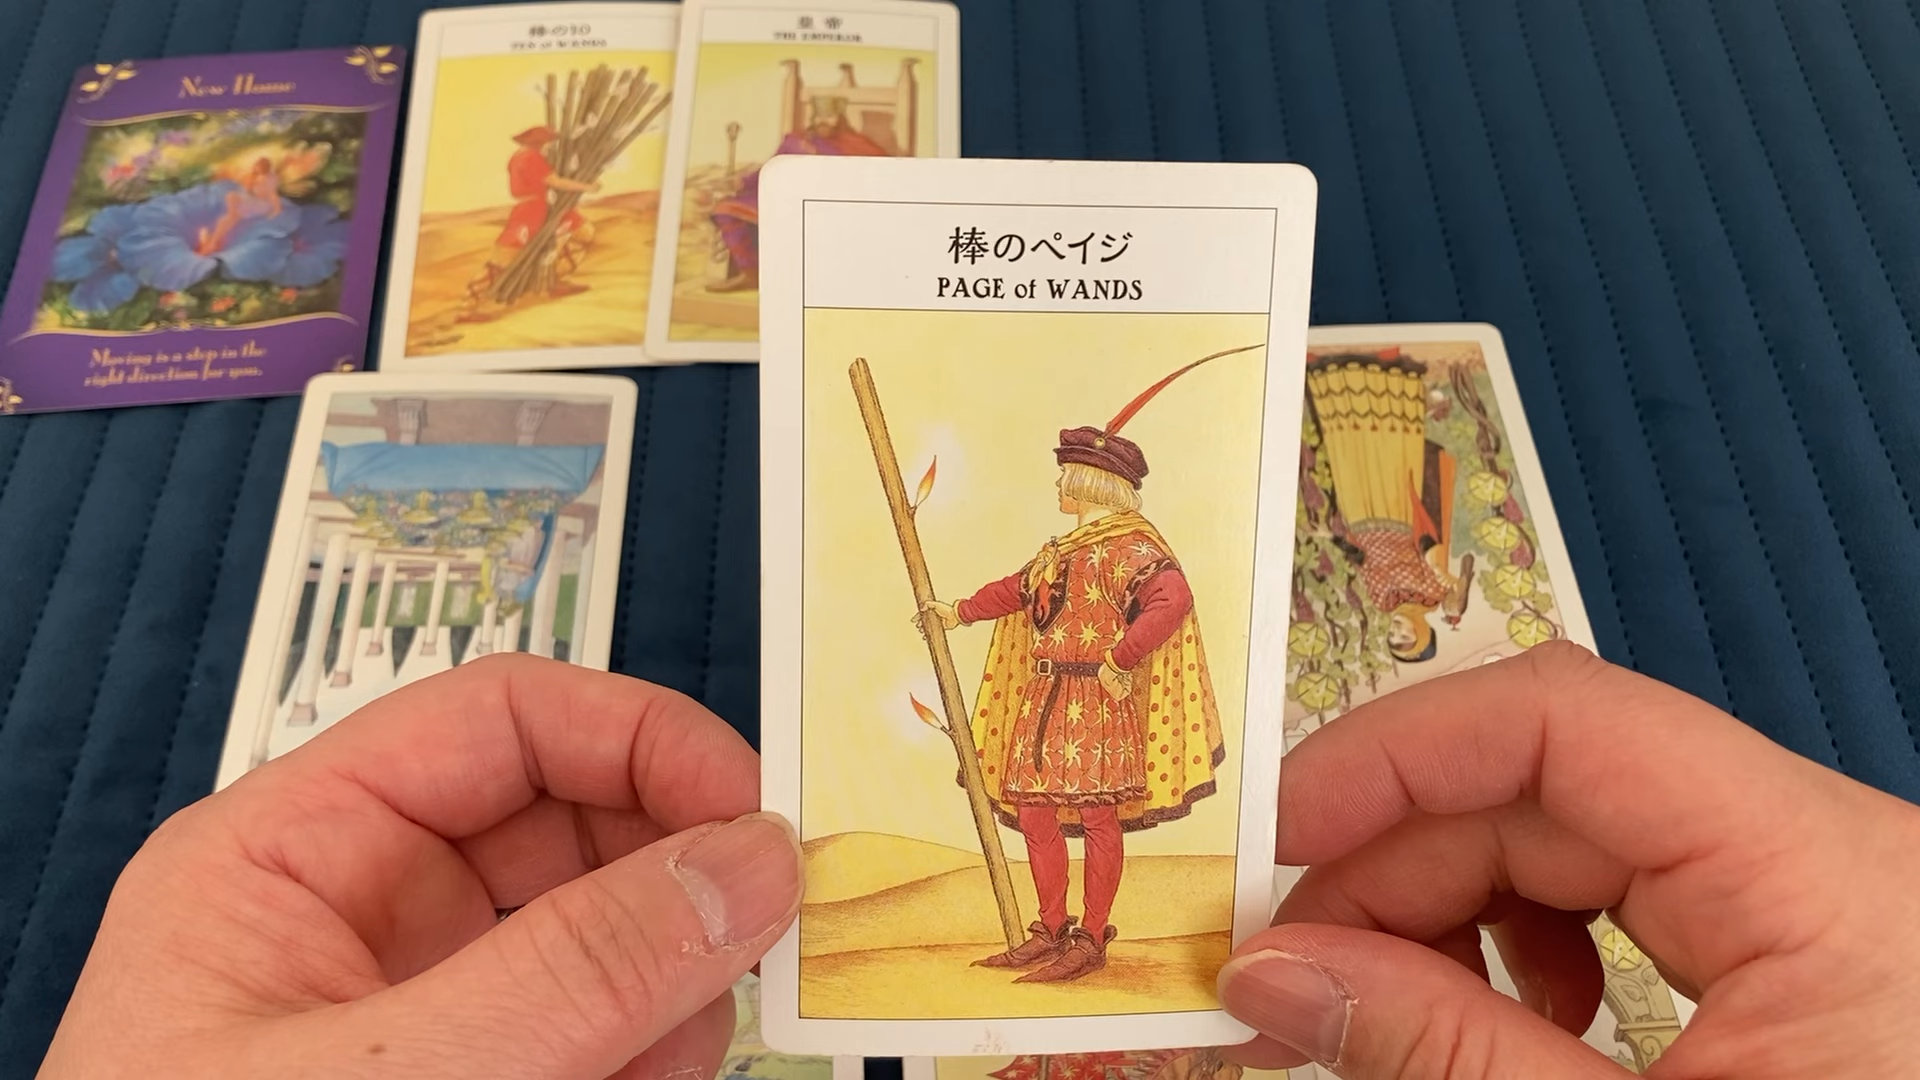 New Home
Moving is a step in the
right direction for you.
棒の10
TEN of WANDS
皇帝
THE EMPEROR
棒のペイジ
PAGE of WANDS